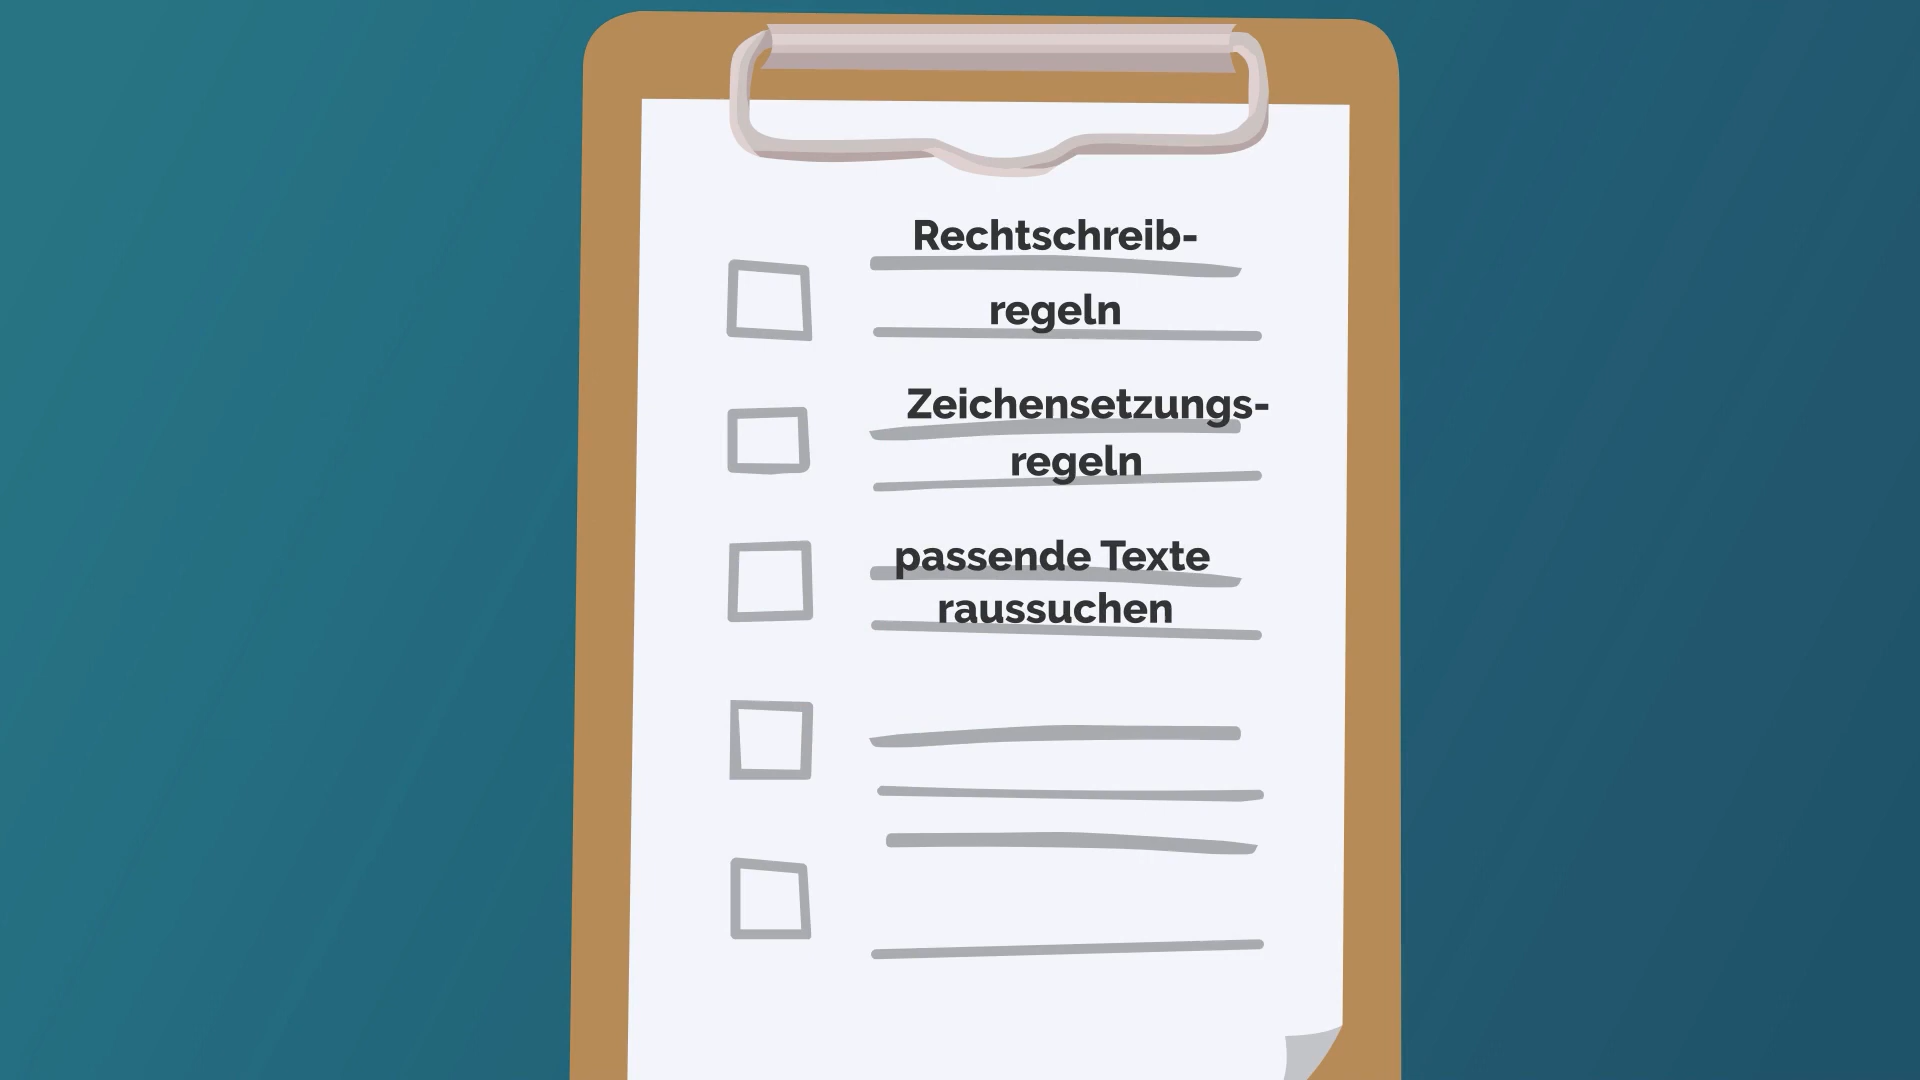 Rechtschreib-
regeln
Zeichensetzungs-
regeln
passende Texte
raussuchen